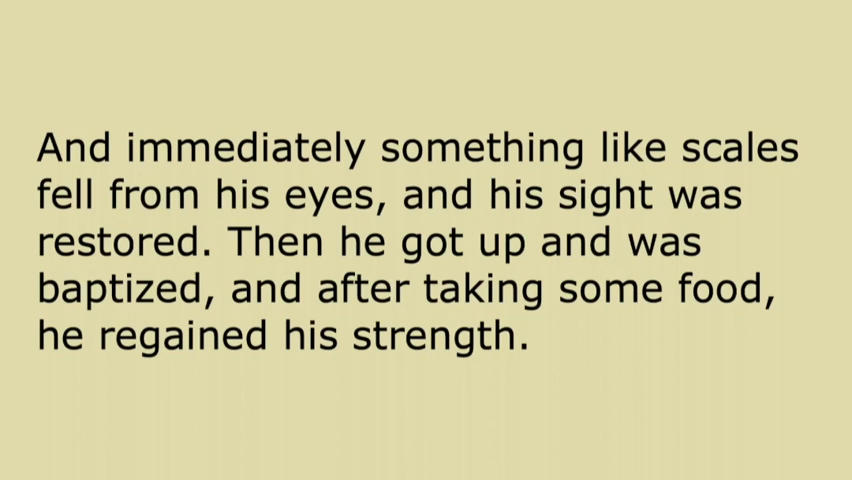 And immediately something like scales
fell from his eyes, and his sight was
restored. Then he got up and was
baptized, and after taking some food,
he regained his strength.